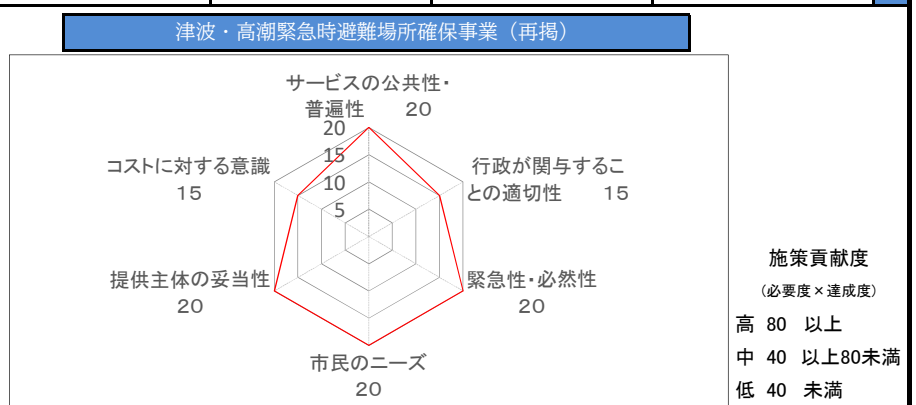 津波・高潮緊急時避難場所確保事業（再掲）
サービスの公共性・
普遍性　20
20
15
10
5
行政が関与するこ
との適切性　15
緊急性・必然性
20
市民のニーズ
20
提供主体の妥当性
20
コストに対する意識
15
施策貢献度
（必要度×達成度）
高 80 以上
中 40 以上80未満
低 40 未満